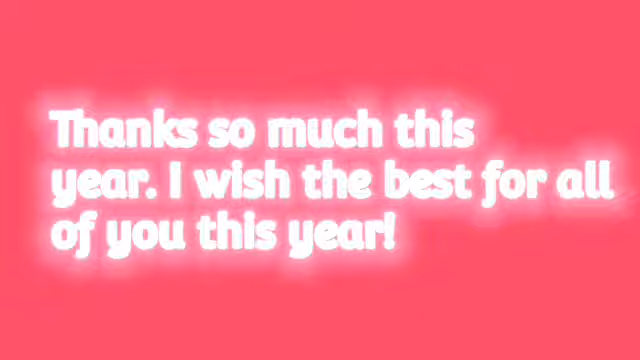 Thanks so much this
year. I wish the best for all
of you this year!